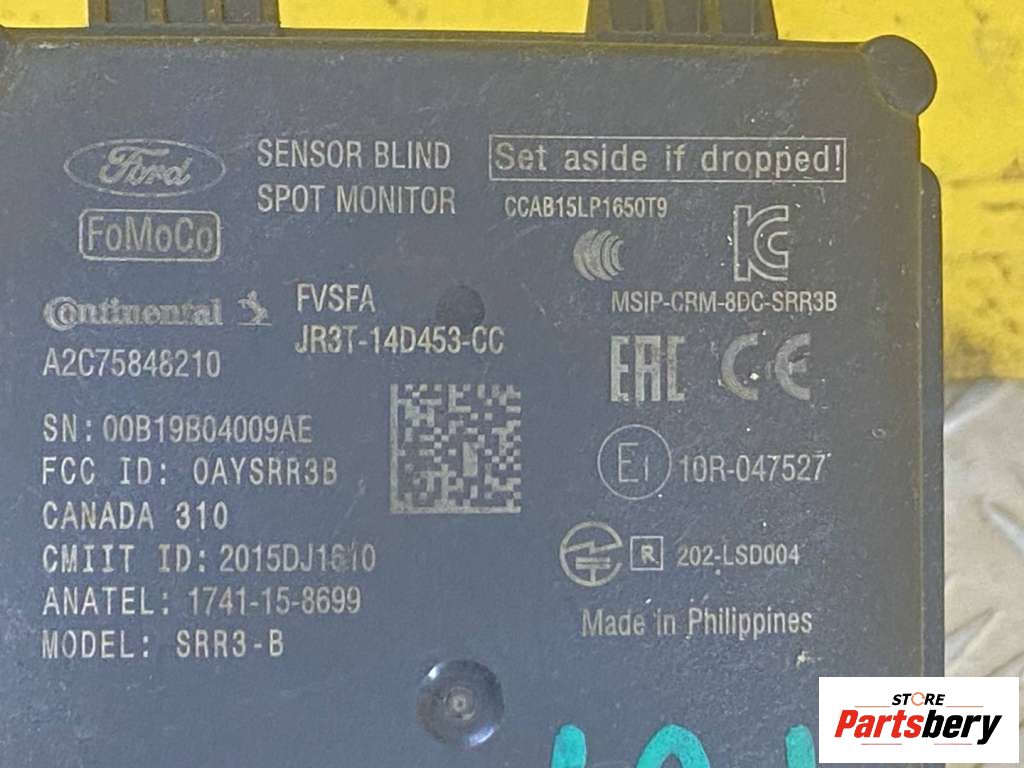 Ford
SENSOR BLIND
SPOT MONITOR
Set aside if dropped!
CCAB15LP1650T9
FoMoCo
MSIP-CRM-8DC-SRR3B
Continental
FVSFA
JR3T-14D453-CC
A2C75848210
EAC CE
SN: 00B19B04009AE
FCC ID: OAYSRR3B
CANADA 310
CMIIT ID: 2015DJ1610
ANATEL: 1741-15-8699
MODEL: SRR3-B
E1 10R-047527
R 202-LSD004
Made in Philippines
STORE
Partsbery